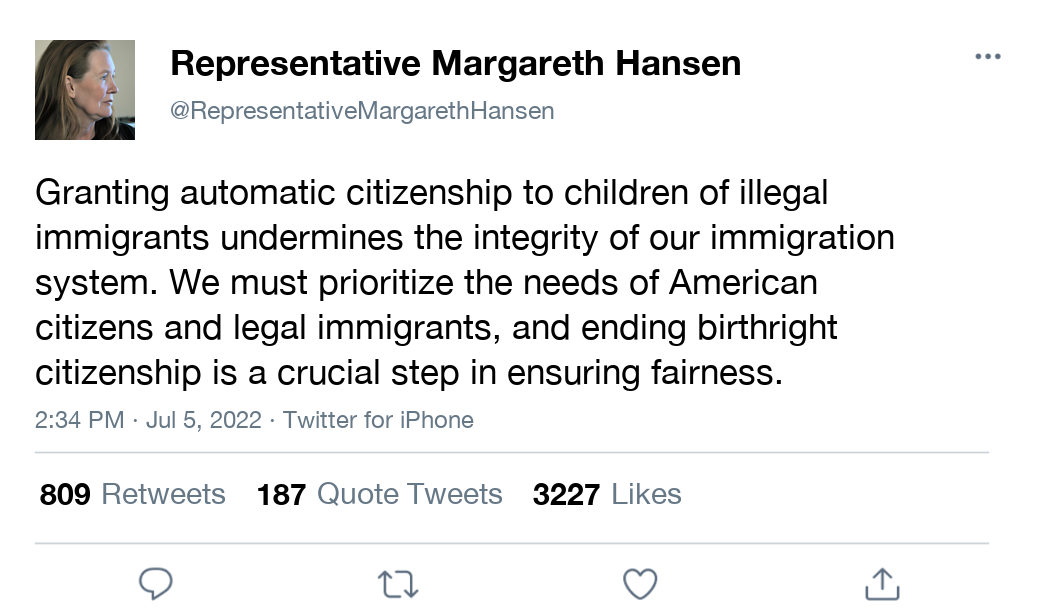 Representative Margareth Hansen
@RepresentativeMargarethHansen
Granting automatic citizenship to children of illegal
immigrants undermines the integrity of our immigration
system. We must prioritize the needs of American
citizens and legal immigrants, and ending birthright
citizenship is a crucial step in ensuring fairness.
2:34 PM · Jul 5, 2022 · Twitter for iPhone
809 Retweets 187 Quote Tweets 3227 Likes